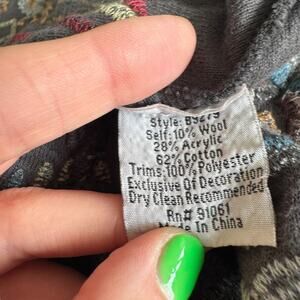 Style: B9279
Self: 10% Wool
28% Acrylic
62% Cotton
Trims: 100% Polyester
Exclusive Of Decoration
Dry Clean Recommended
Rn# 91061
Made In China